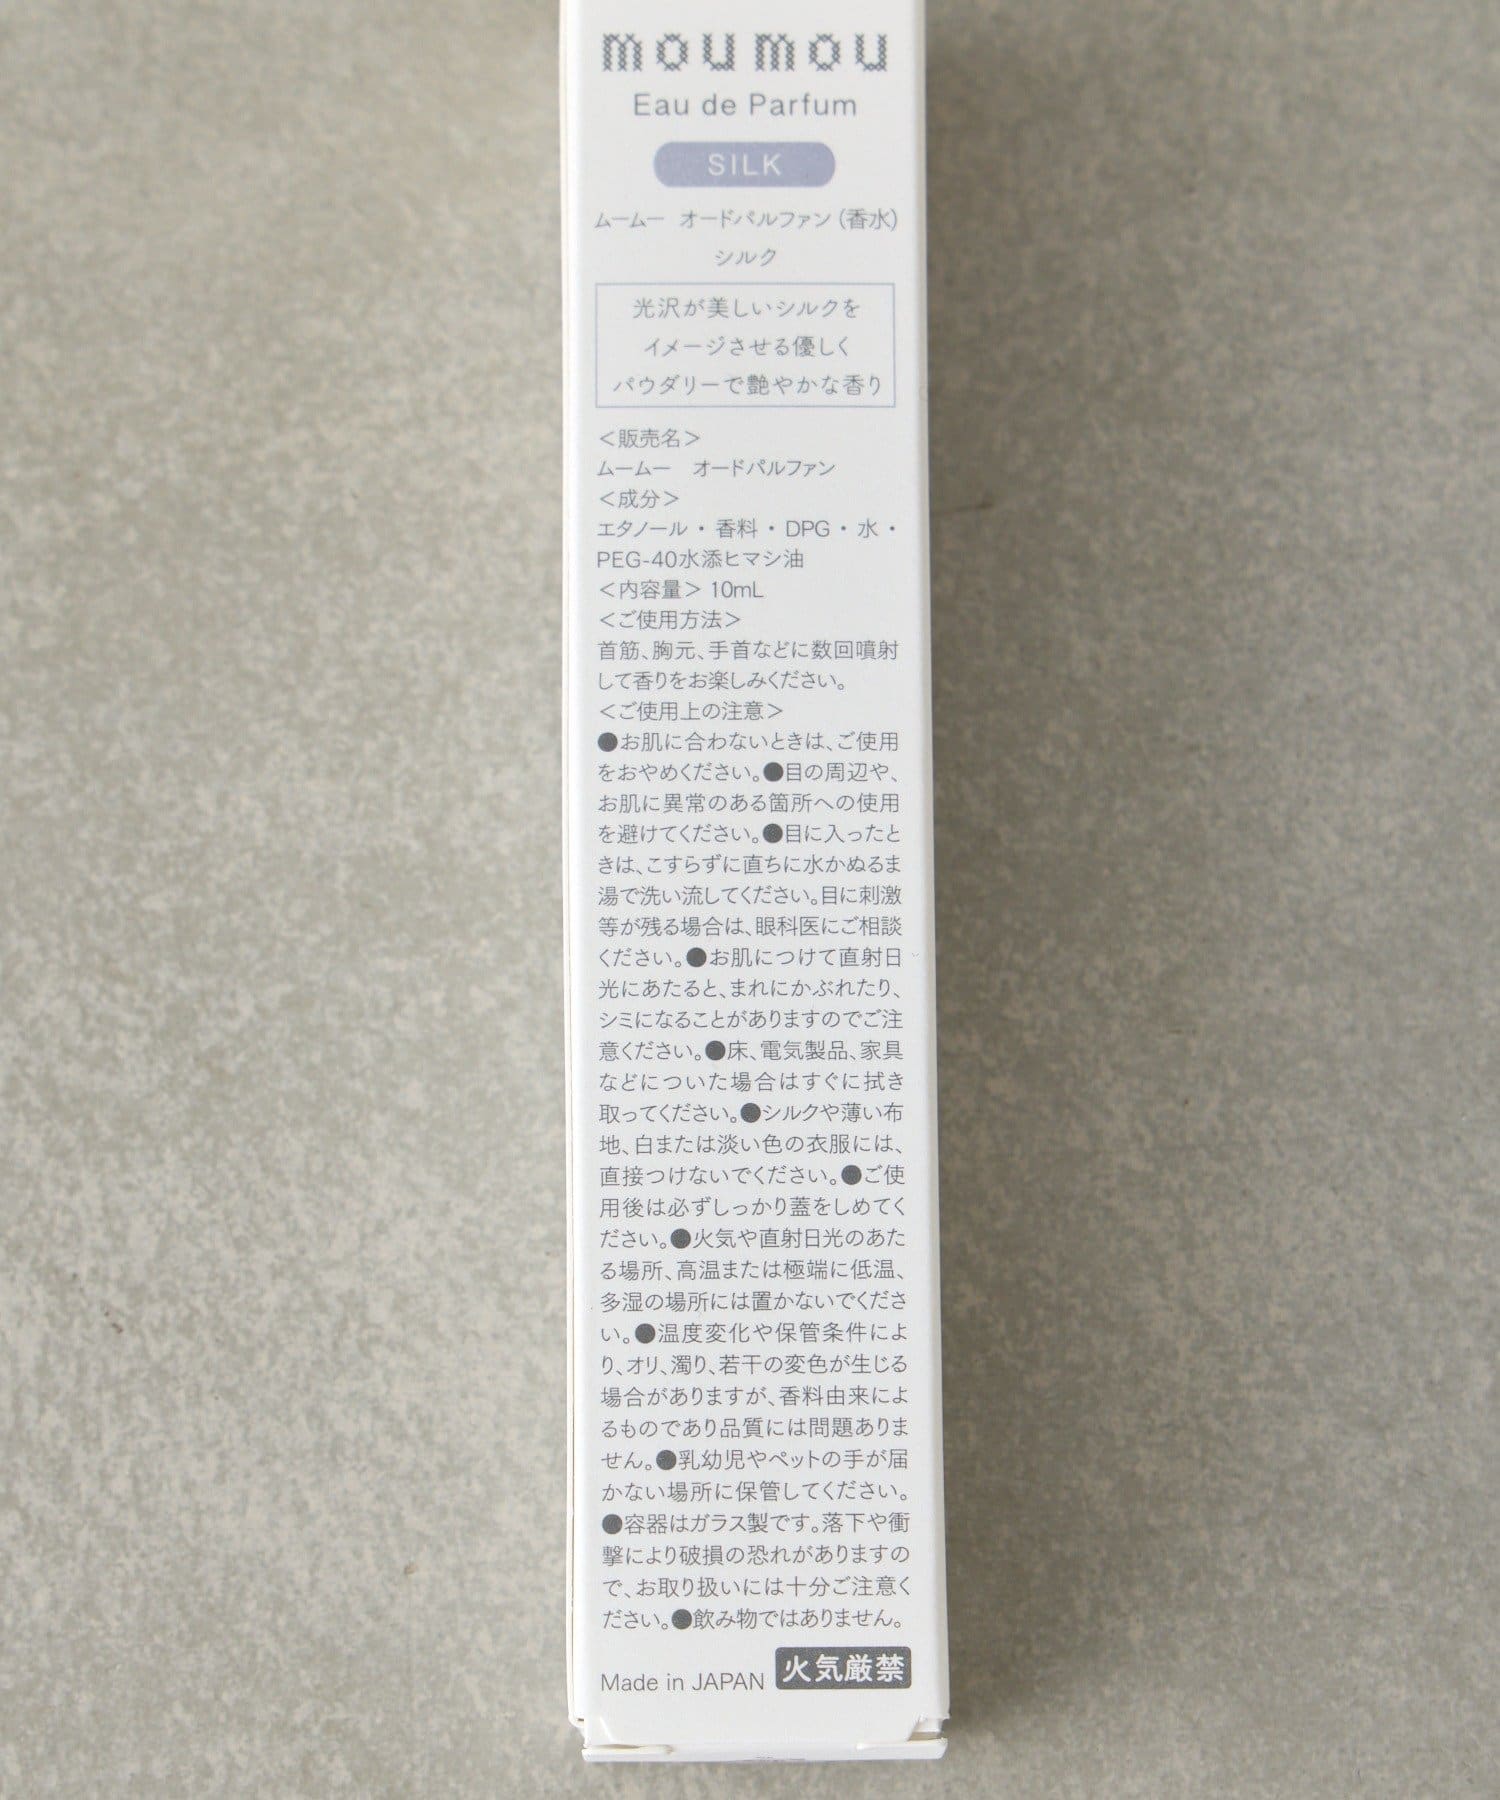 moumou
Eau de Parfum
SILK
ムームー　オードパルファン（香水）
シルク
光沢が美しいシルクを
イメージさせる優しく
パウダリーで艶やかな香り
＜販売名＞
ムームー　オードパルファン
＜成分＞
エタノール・香料・DPG・水・
PEG-40水添ヒマシ油
＜内容量＞10mL
＜ご使用方法＞
首筋、胸元、手首などに数回噴射
して香りをお楽しみください。
＜ご使用上の注意＞
●お肌に合わないときは、ご使用
をおやめください。●目の周辺や、
お肌に異常のある箇所への使用
を避けてください。●目に入ったと
きは、こすらずに直ちに水かぬるま
湯で洗い流してください。目に刺激
等が残る場合は、眼科医にご相談
ください。●お肌につけて直射日
光にあたると、まれにかぶれたり、
シミになることがありますのでご注
意ください。●床、電気製品、家具
などについた場合はすぐに拭き
取ってください。●シルクや薄い布
地、白または淡い色の衣服には、
直接つけないでください。●ご使
用後は必ずしっかり蓋をしめてく
ださい。●火気や直射日光のあた
る場所、高温または極端に低温、
多湿の場所には置かないでくださ
い。●温度変化や保管条件によ
り、オリ、濁り、若干の変色が生じる
場合がありますが、香料由来によ
るものであり品質には問題ありま
せん。●乳幼児やペットの手が届
かない場所に保管してください。
●容器はガラス製です。落下や衝
撃により破損の恐れがありますの
で、お取り扱いには十分ご注意く
ださい。●飲み物ではありません。
Made in JAPAN 火気厳禁